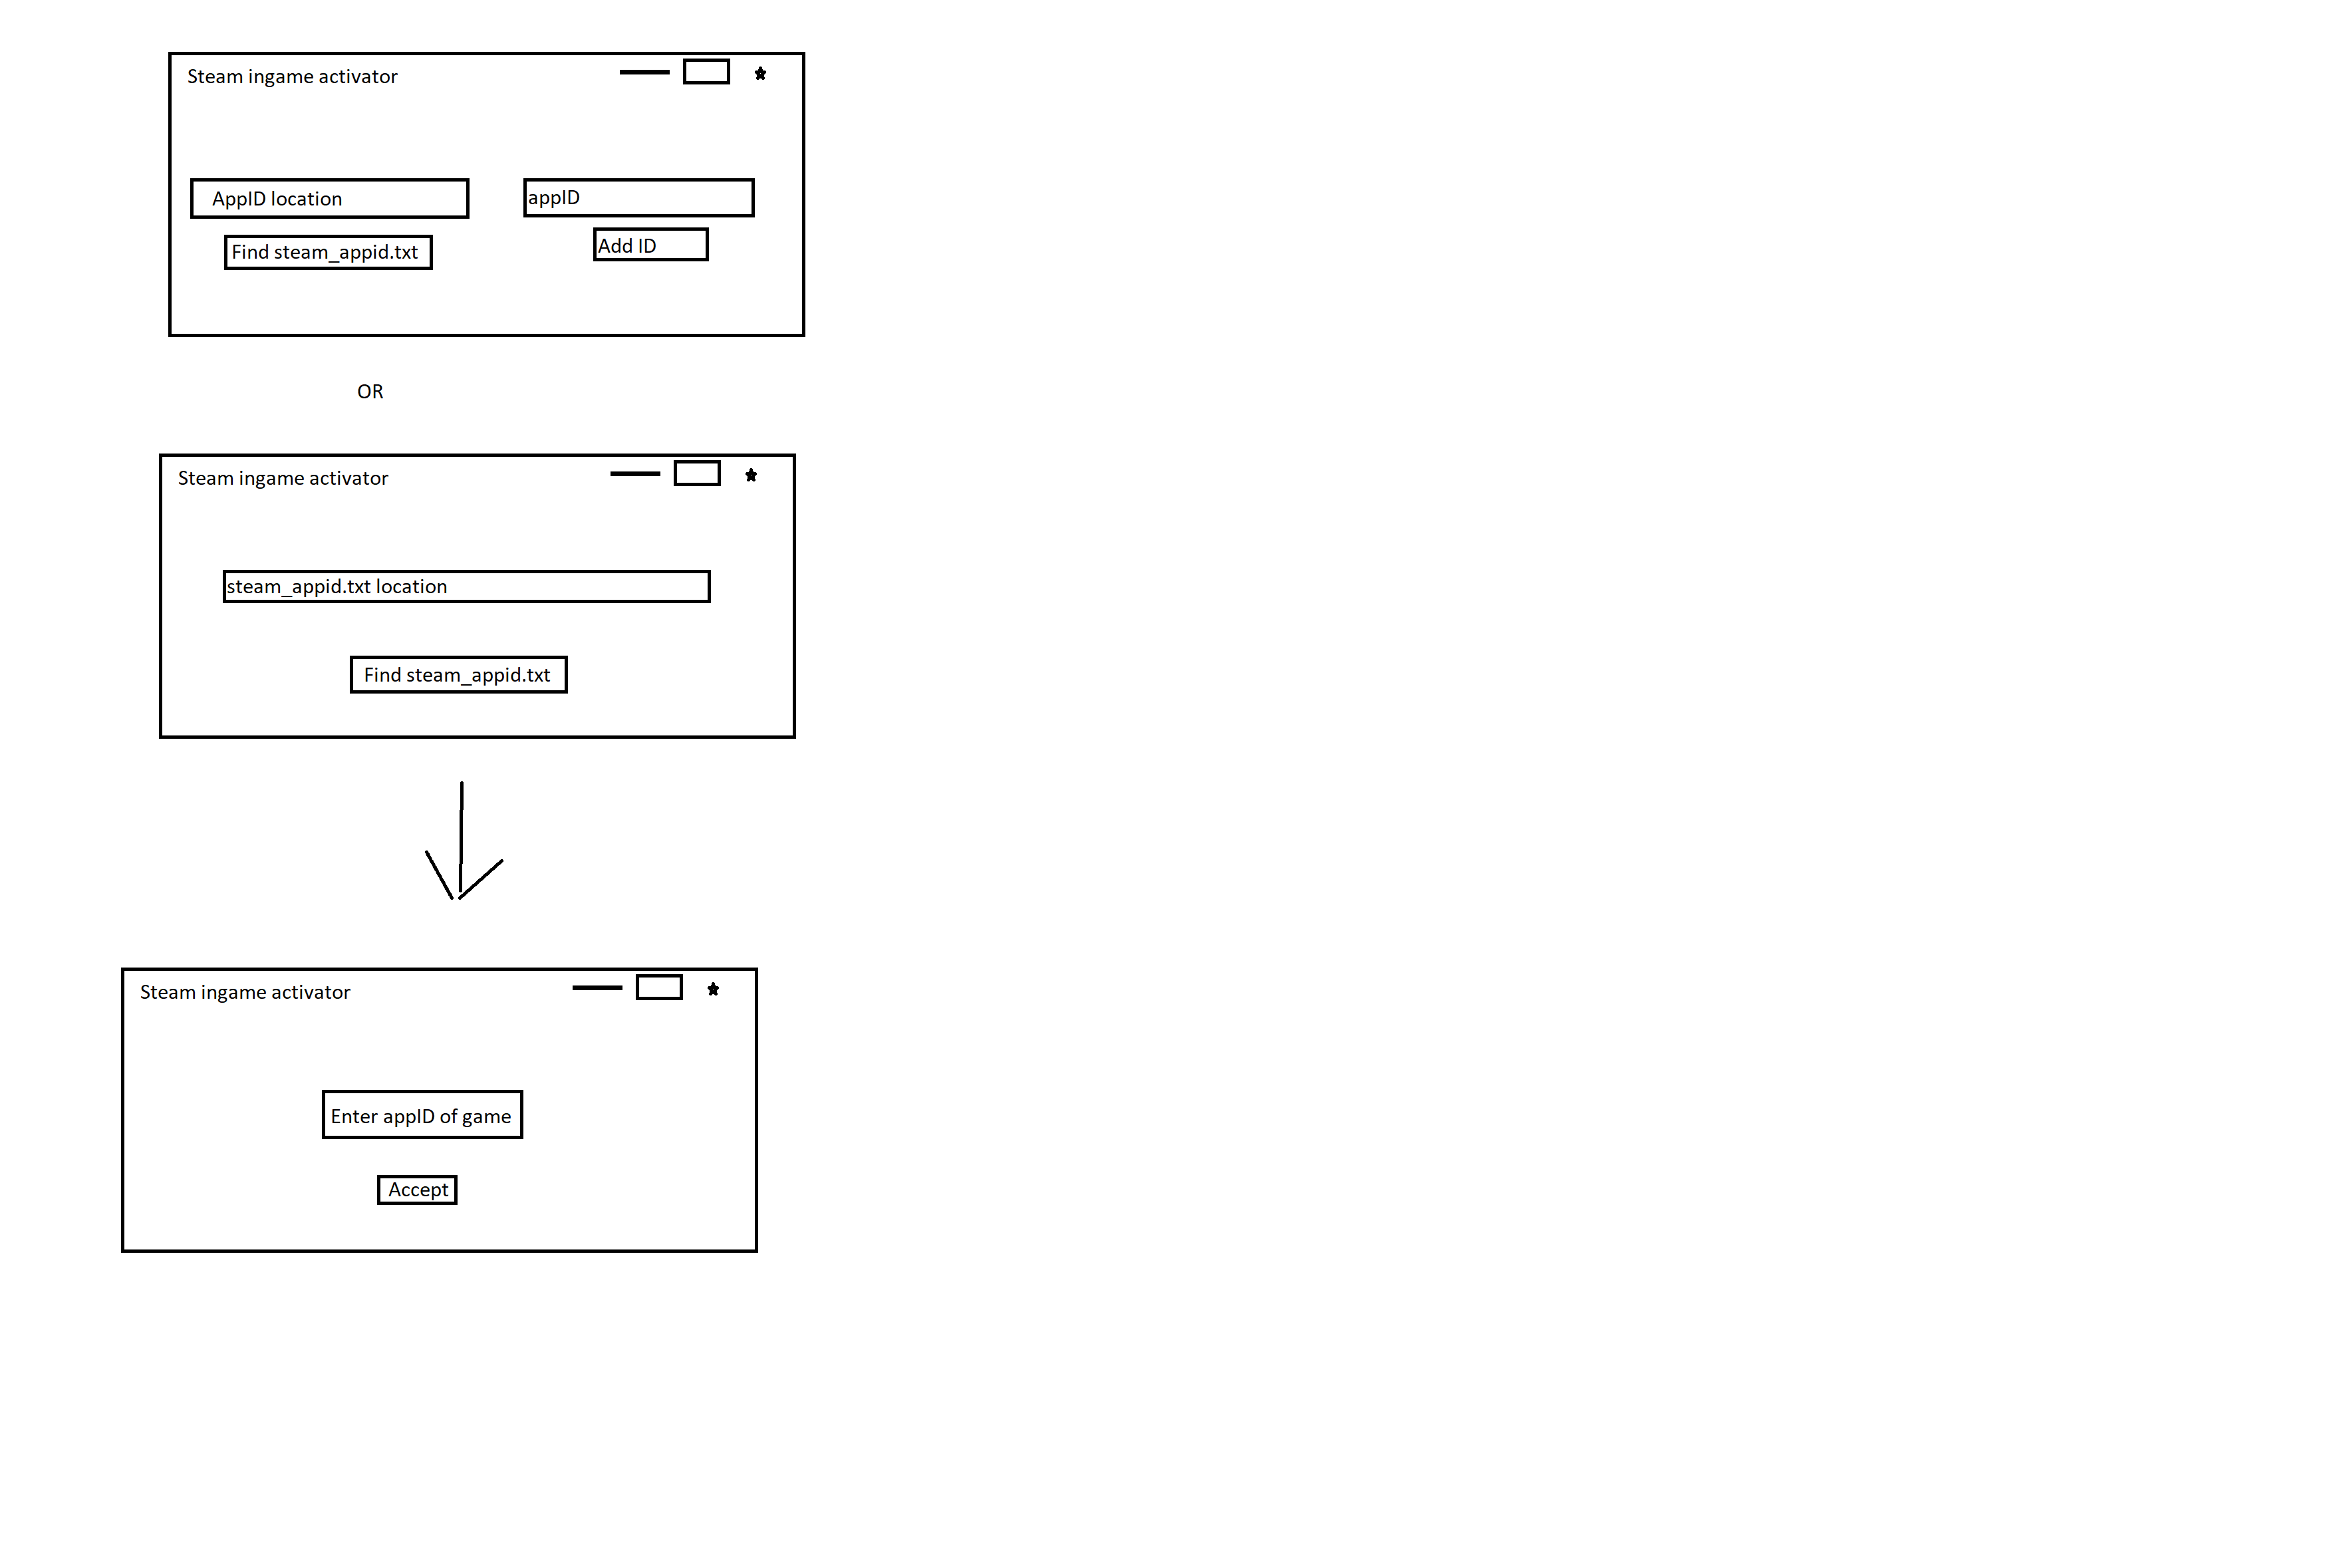 Steam ingame activator
AppID location
appID
Find steam_appid.txt
Add ID
OR
Steam ingame activator
steam_appid.txt location
Find steam_appid.txt
Steam ingame activator
Enter appID of game
Accept